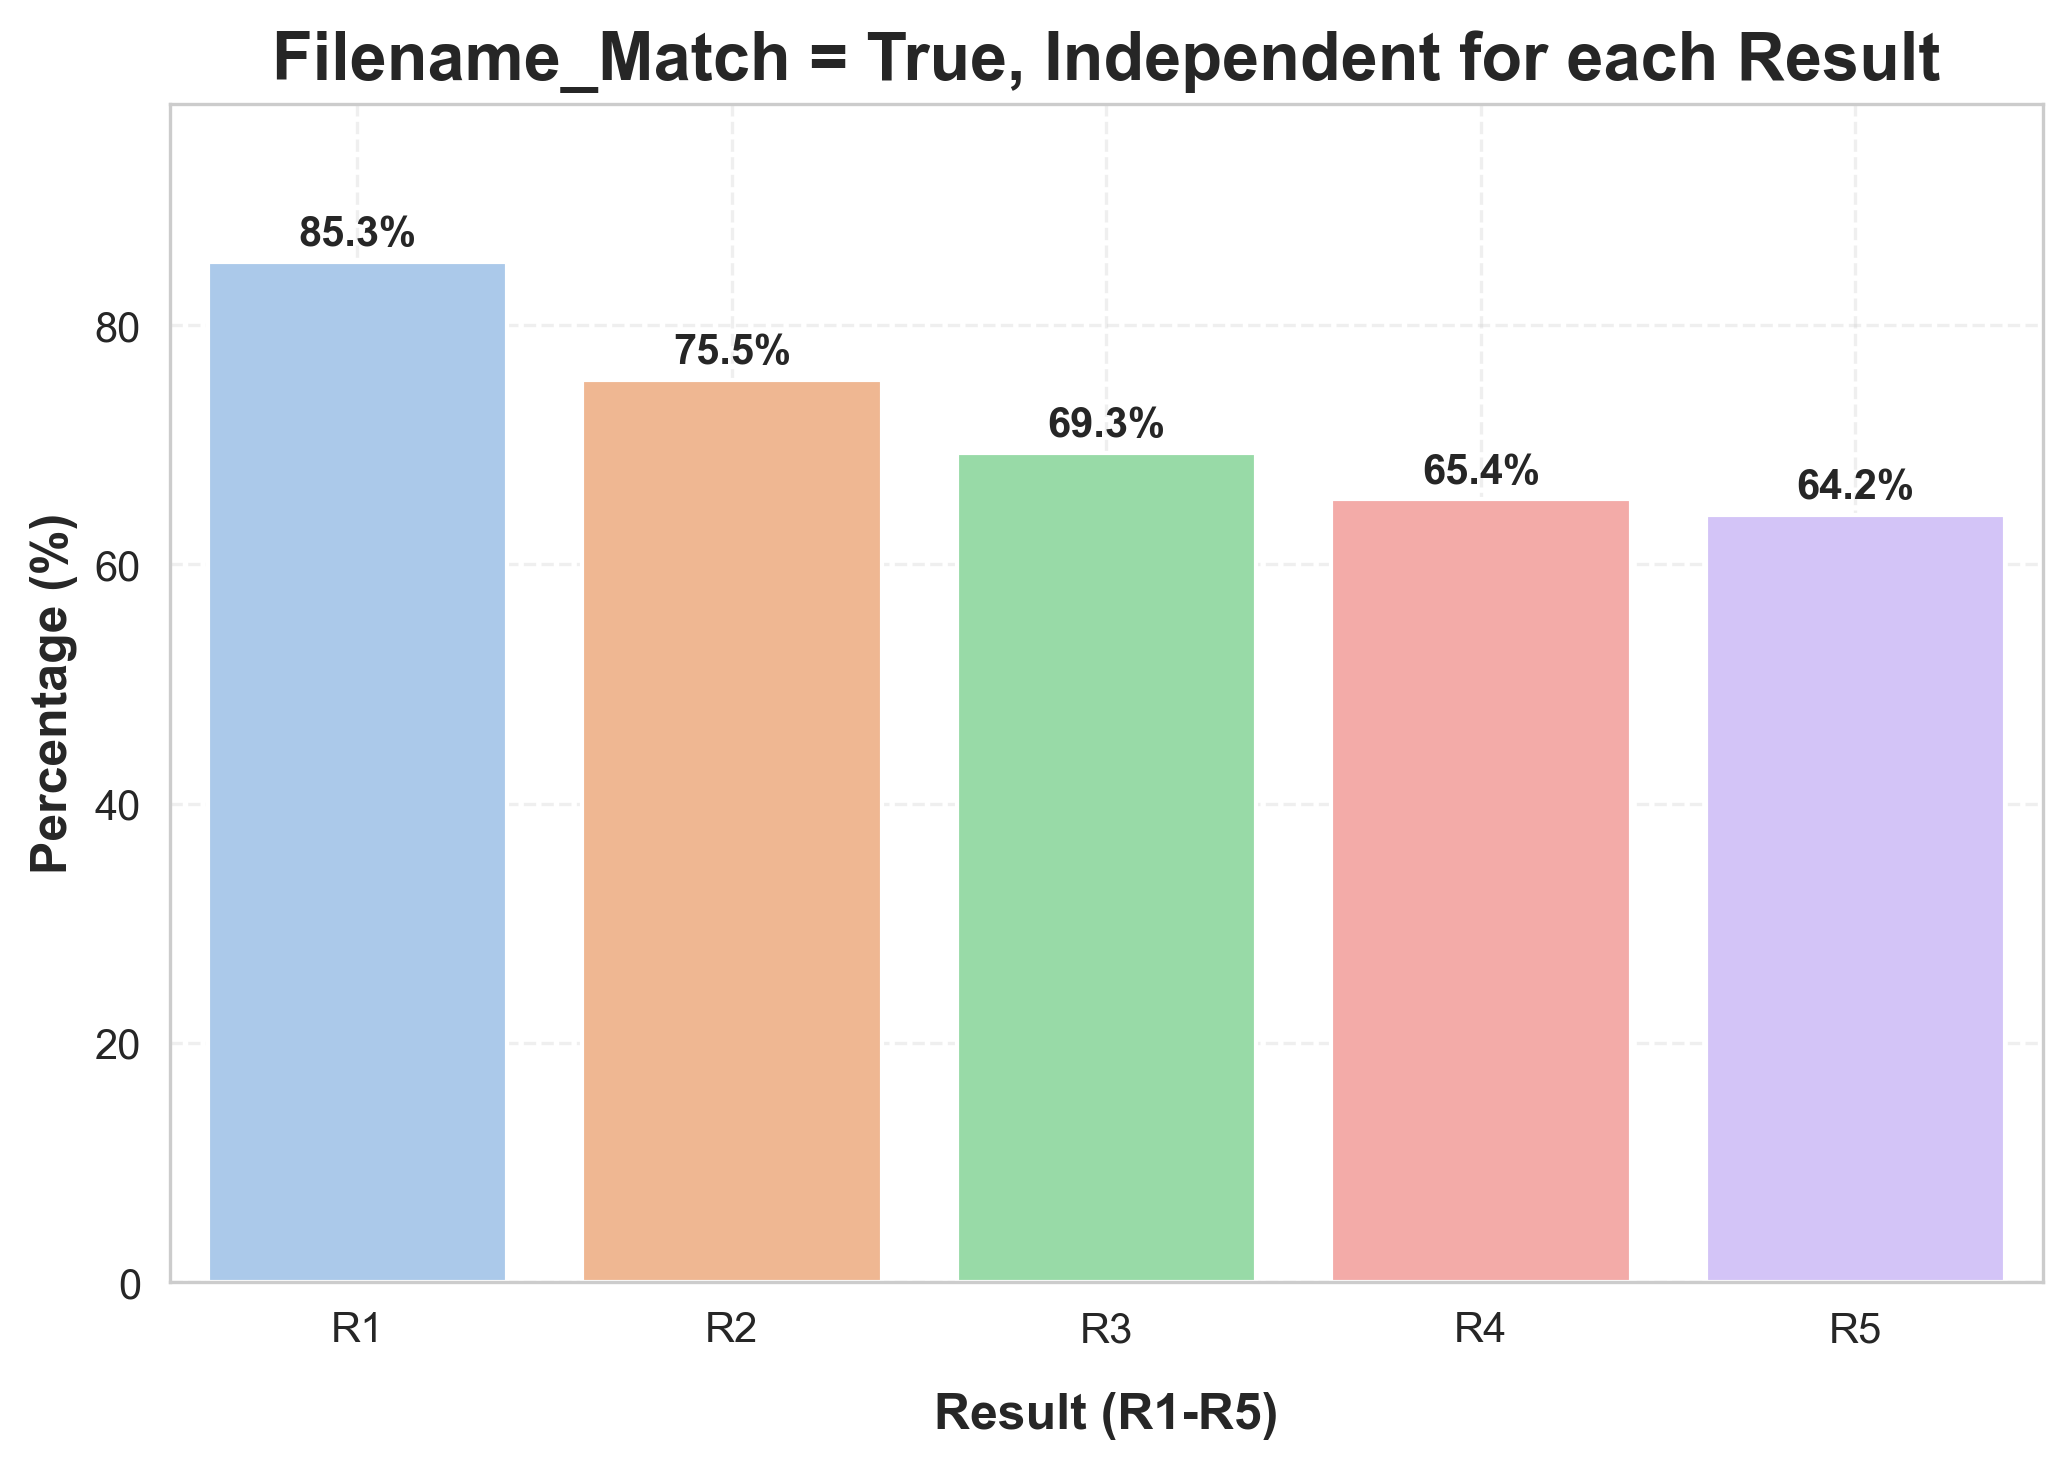 Filename_Match = True, Independent for each Result
85.3%
75.5%
69.3%
65.4%
64.2%
80
60
40
20
0
Percentage (%)
R1
R2
R3
R4
R5
Result (R1-R5)